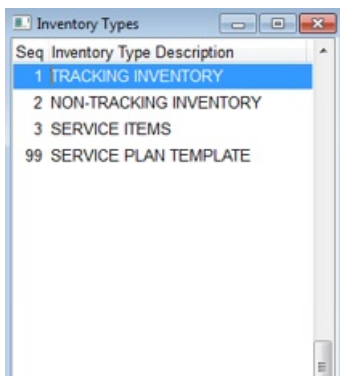 Inventory Types
Seq Inventory Type Description
1 TRACKING INVENTORY
2 NON-TRACKING INVENTORY
3 SERVICE ITEMS
99 SERVICE PLAN TEMPLATE